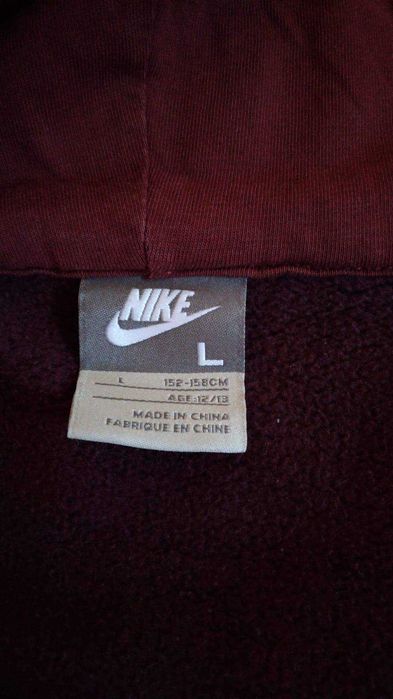 NIKE
L
L 152-158CM
AGE:12/13
MADE IN CHINA
FABRIQUE EN CHINE